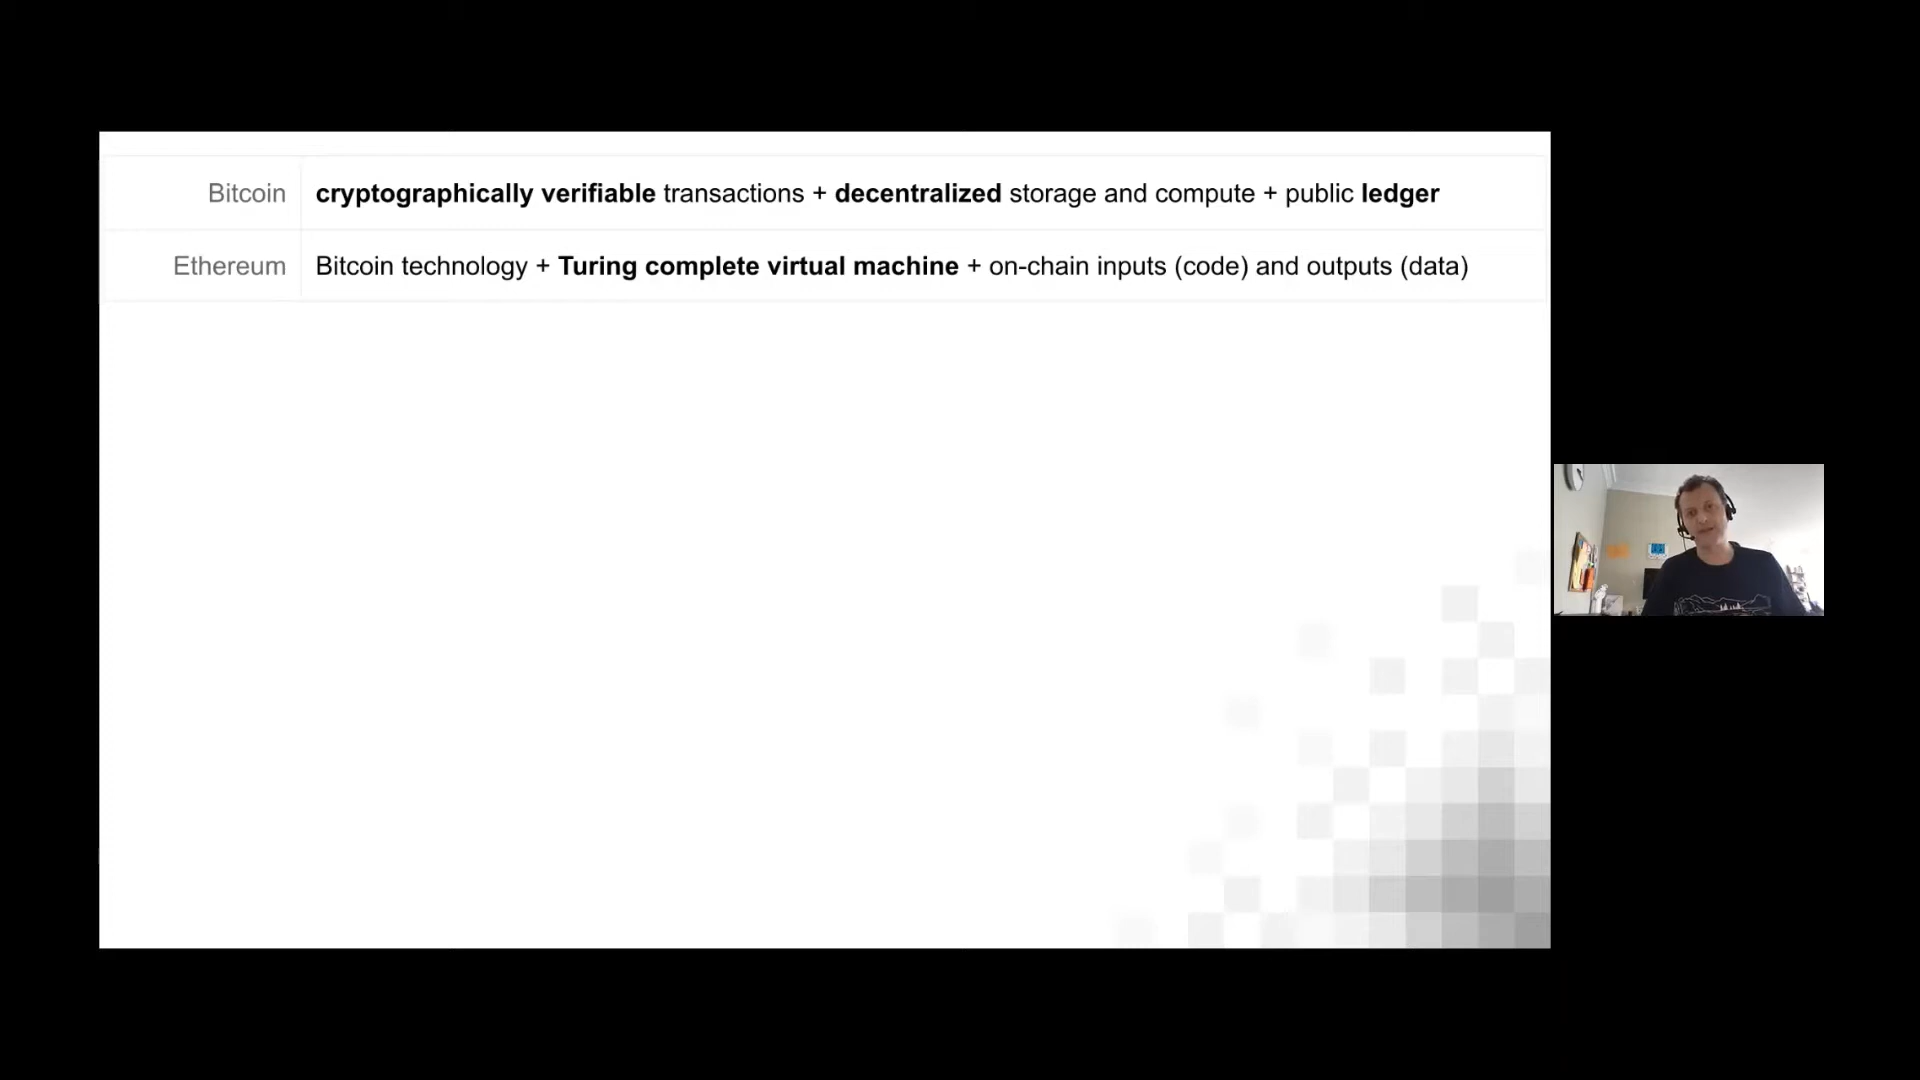 Bitcoin cryptographically verifiable transactions + decentralized storage and compute + public ledger
Ethereum Bitcoin technology + Turing complete virtual machine + on-chain inputs (code) and outputs (data)